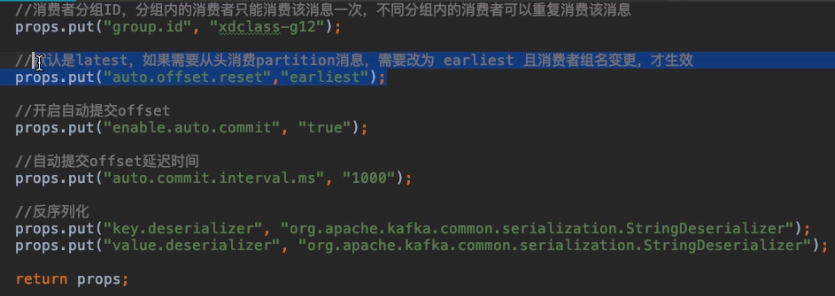 //消费者分组ID，分组内的消费者只能消费该消息一次，不同分组内的消费者可以重复消费该消息
props.put("group.id", "xdclass-g12");
//默认是latest，如果需要从头消费partition消息，需要改为 earliest 且消费者组名变更，才生效
props.put("auto.offset.reset","earliest");
//开启自动提交offset
props.put("enable.auto.commit", "true");
//自动提交offset延迟时间
props.put("auto.commit.interval.ms", "1000");
//反序列化
props.put("key.deserializer", "org.apache.kafka.common.serialization.StringDeserializer");
props.put("value.deserializer", "org.apache.kafka.common.serialization.StringDeserializer");
return props;